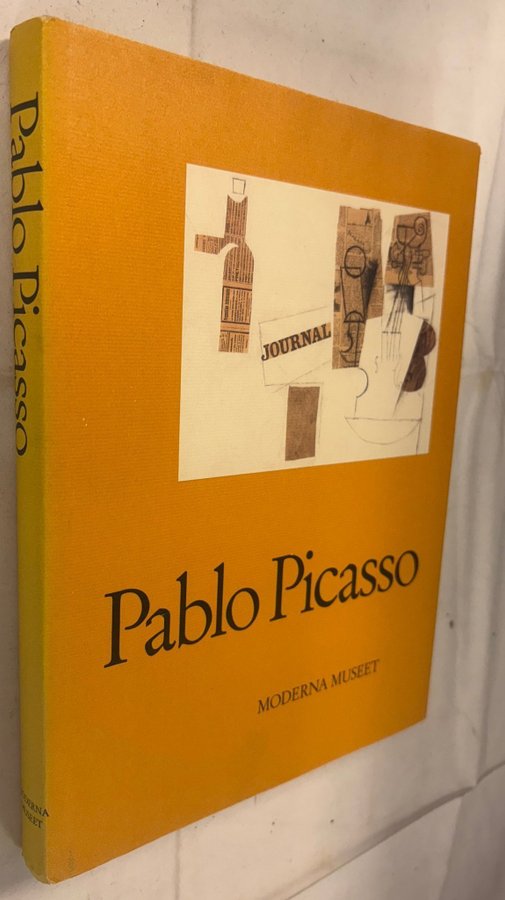 Pablo Picasso
JOURNAL
Pablo Picasso
MODERNA MUSEET
MODERNA
MUSEET